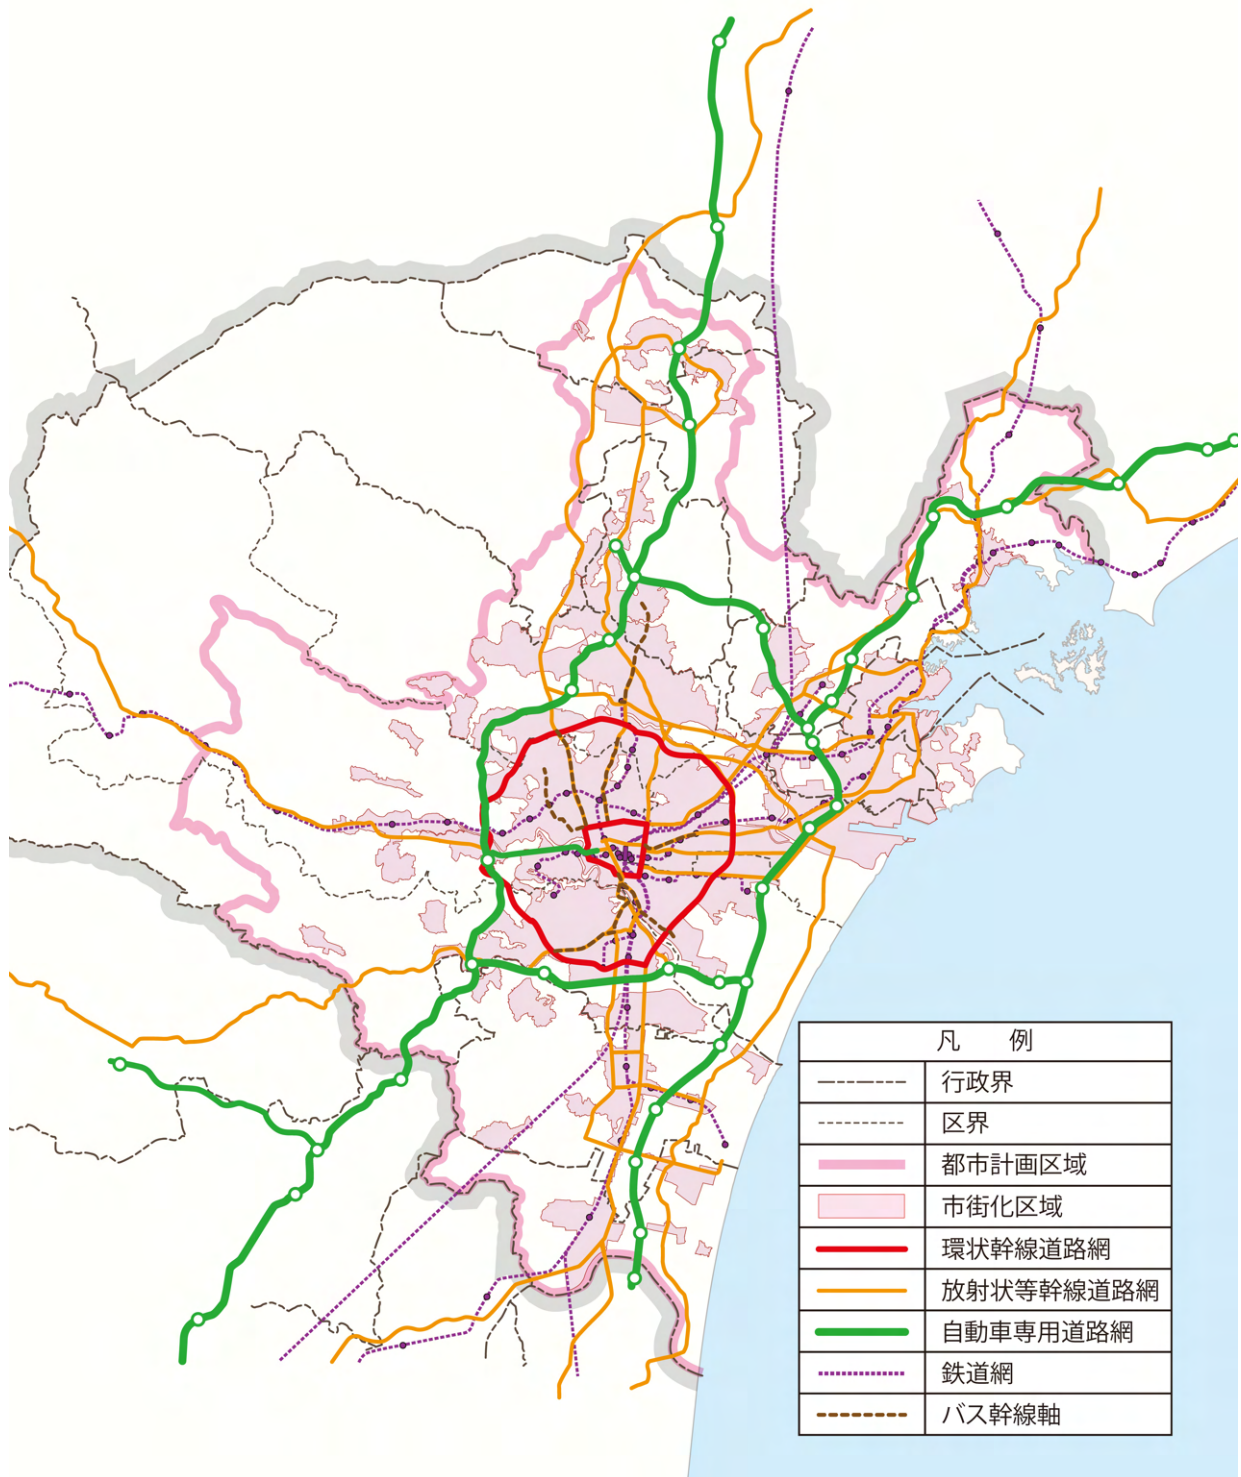 凡 例
行政界
区界
都市計画区域
市街化区域
環状幹線道路網
放射状等幹線道路網
自動車専用道路網
鉄道網
バス幹線軸